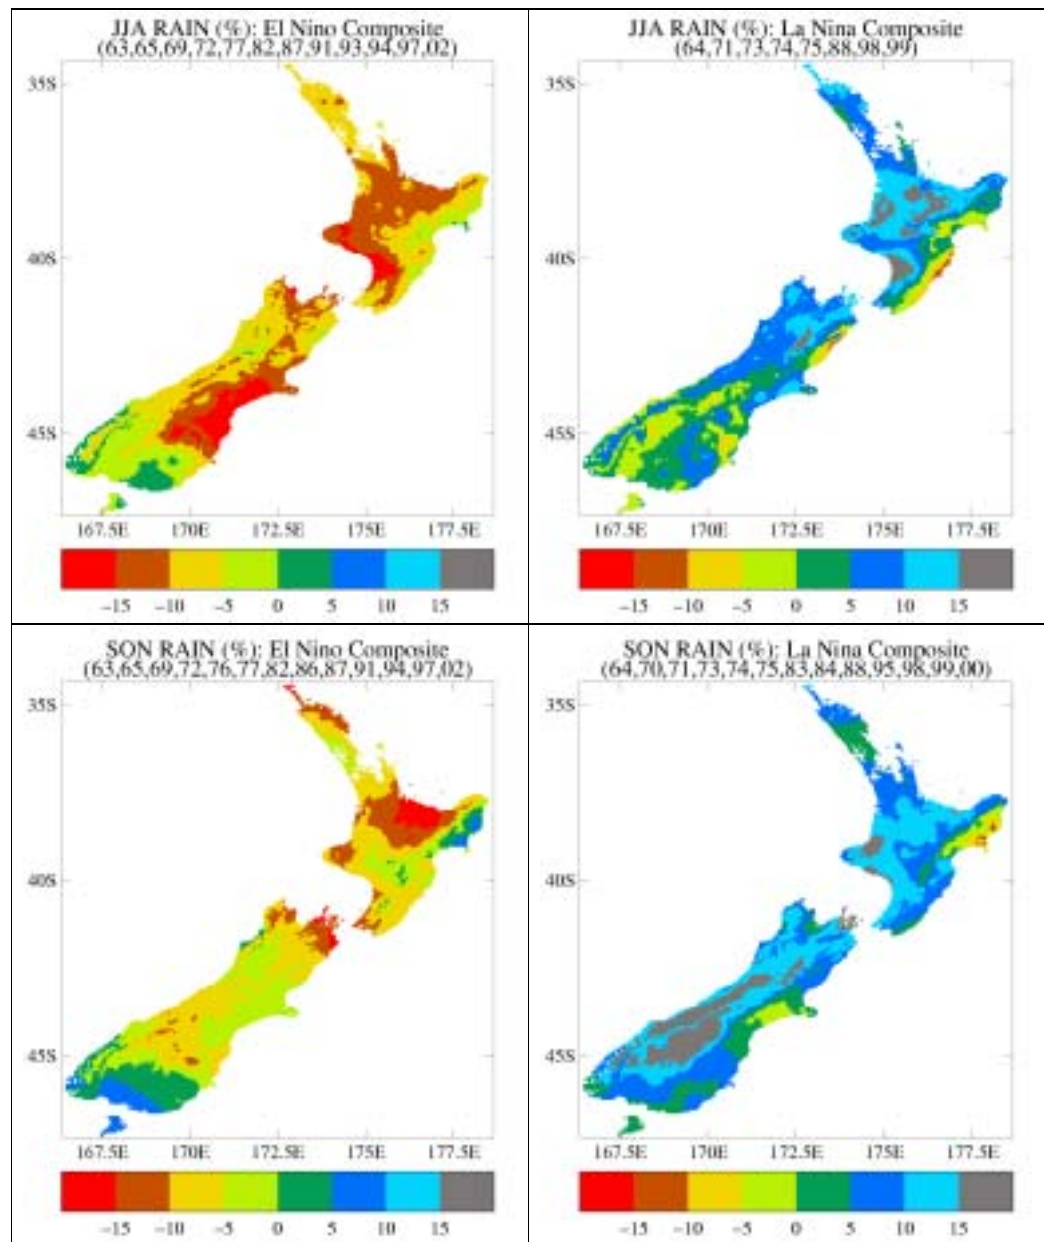 JJA RAIN (%): El Nino Composite
(63,65,69,72,77,82,87,91,93,94,97,02)
35S
40S
45S
167.5E 170E 172.5E 175E 177.5E
-15 -10 -5 0 5 10 15
JJA RAIN (%): La Nina Composite
(64,71,73,74,75,88,98,99)
35S
40S
45S
167.5E 170E 172.5E 175E 177.5E
-15 -10 -5 0 5 10 15
SON RAIN (%): El Nino Composite
(63,65,69,72,76,77,82,86,87,91,94,97,02)
35S
40S
45S
167.5E 170E 172.5E 175E 177.5E
-15 -10 -5 0 5 10 15
SON RAIN (%): La Nina Composite
(64,70,71,73,74,75,83,84,88,95,98,99,00)
35S
40S
45S
167.5E 170E 172.5E 175E 177.5E
-15 -10 -5 0 5 10 15